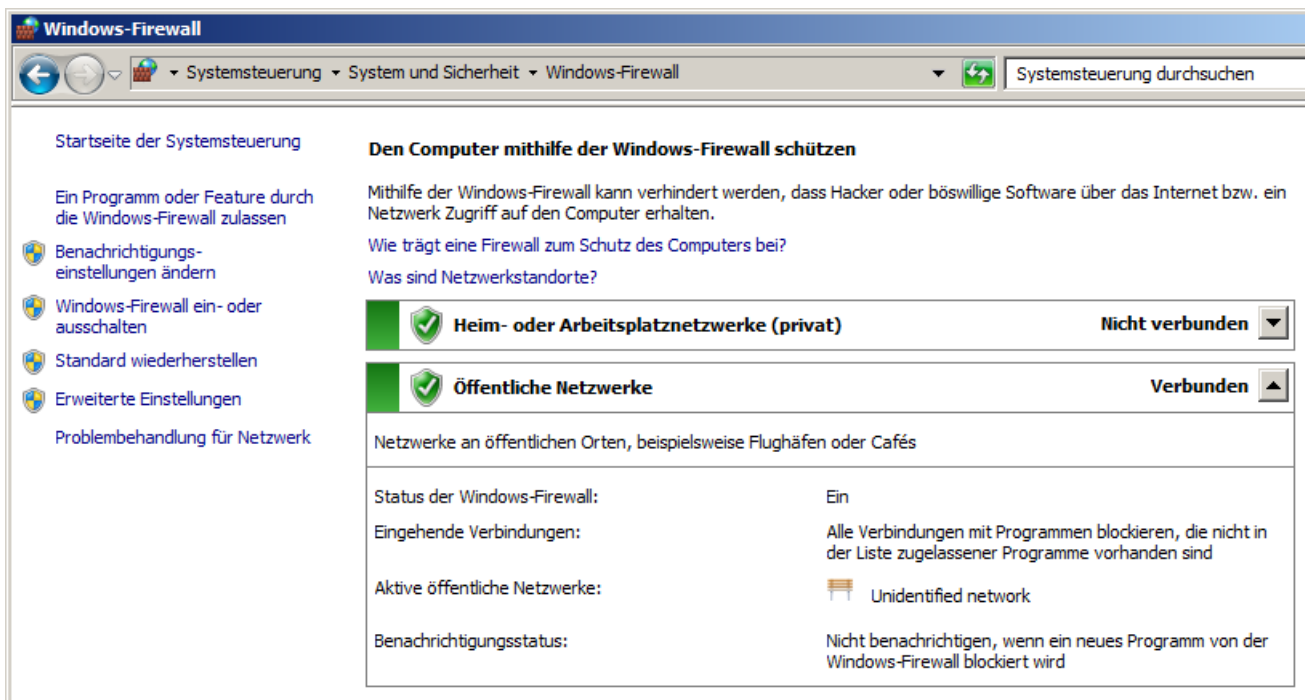 Windows-Firewall
Systemsteuerung System und Sicherheit Windows-Firewall
Systemsteuerung durchsuchen
Startseite der Systemsteuerung
Ein Programm oder Feature durch
die Windows-Firewall zulassen
Benachrichtigungs-
einstellungen ändern
Windows-Firewall ein- oder
ausschalten
Standard wiederherstellen
Erweiterte Einstellungen
Problembehandlung für Netzwerk
Den Computer mithilfe der Windows-Firewall schützen
Mithilfe der Windows-Firewall kann verhindert werden, dass Hacker oder böswillige Software über das Internet bzw. ein
Netzwerk Zugriff auf den Computer erhalten.
Wie trägt eine Firewall zum Schutz des Computers bei?
Was sind Netzwerkstandorte?
Heim- oder Arbeitsplatznetzwerke (privat) Nicht verbunden
Öffentliche Netzwerke Verbunden
Netzwerke an öffentlichen Orten, beispielsweise Flughäfen oder Cafés
Status der Windows-Firewall: Ein
Eingehende Verbindungen: Alle Verbindungen mit Programmen blockieren, die nicht in
der Liste zugelassener Programme vorhanden sind
Aktive öffentliche Netzwerke: Unidentified network
Benachrichtigungsstatus: Nicht benachrichtigen, wenn ein neues Programm von der
Windows-Firewall blockiert wird